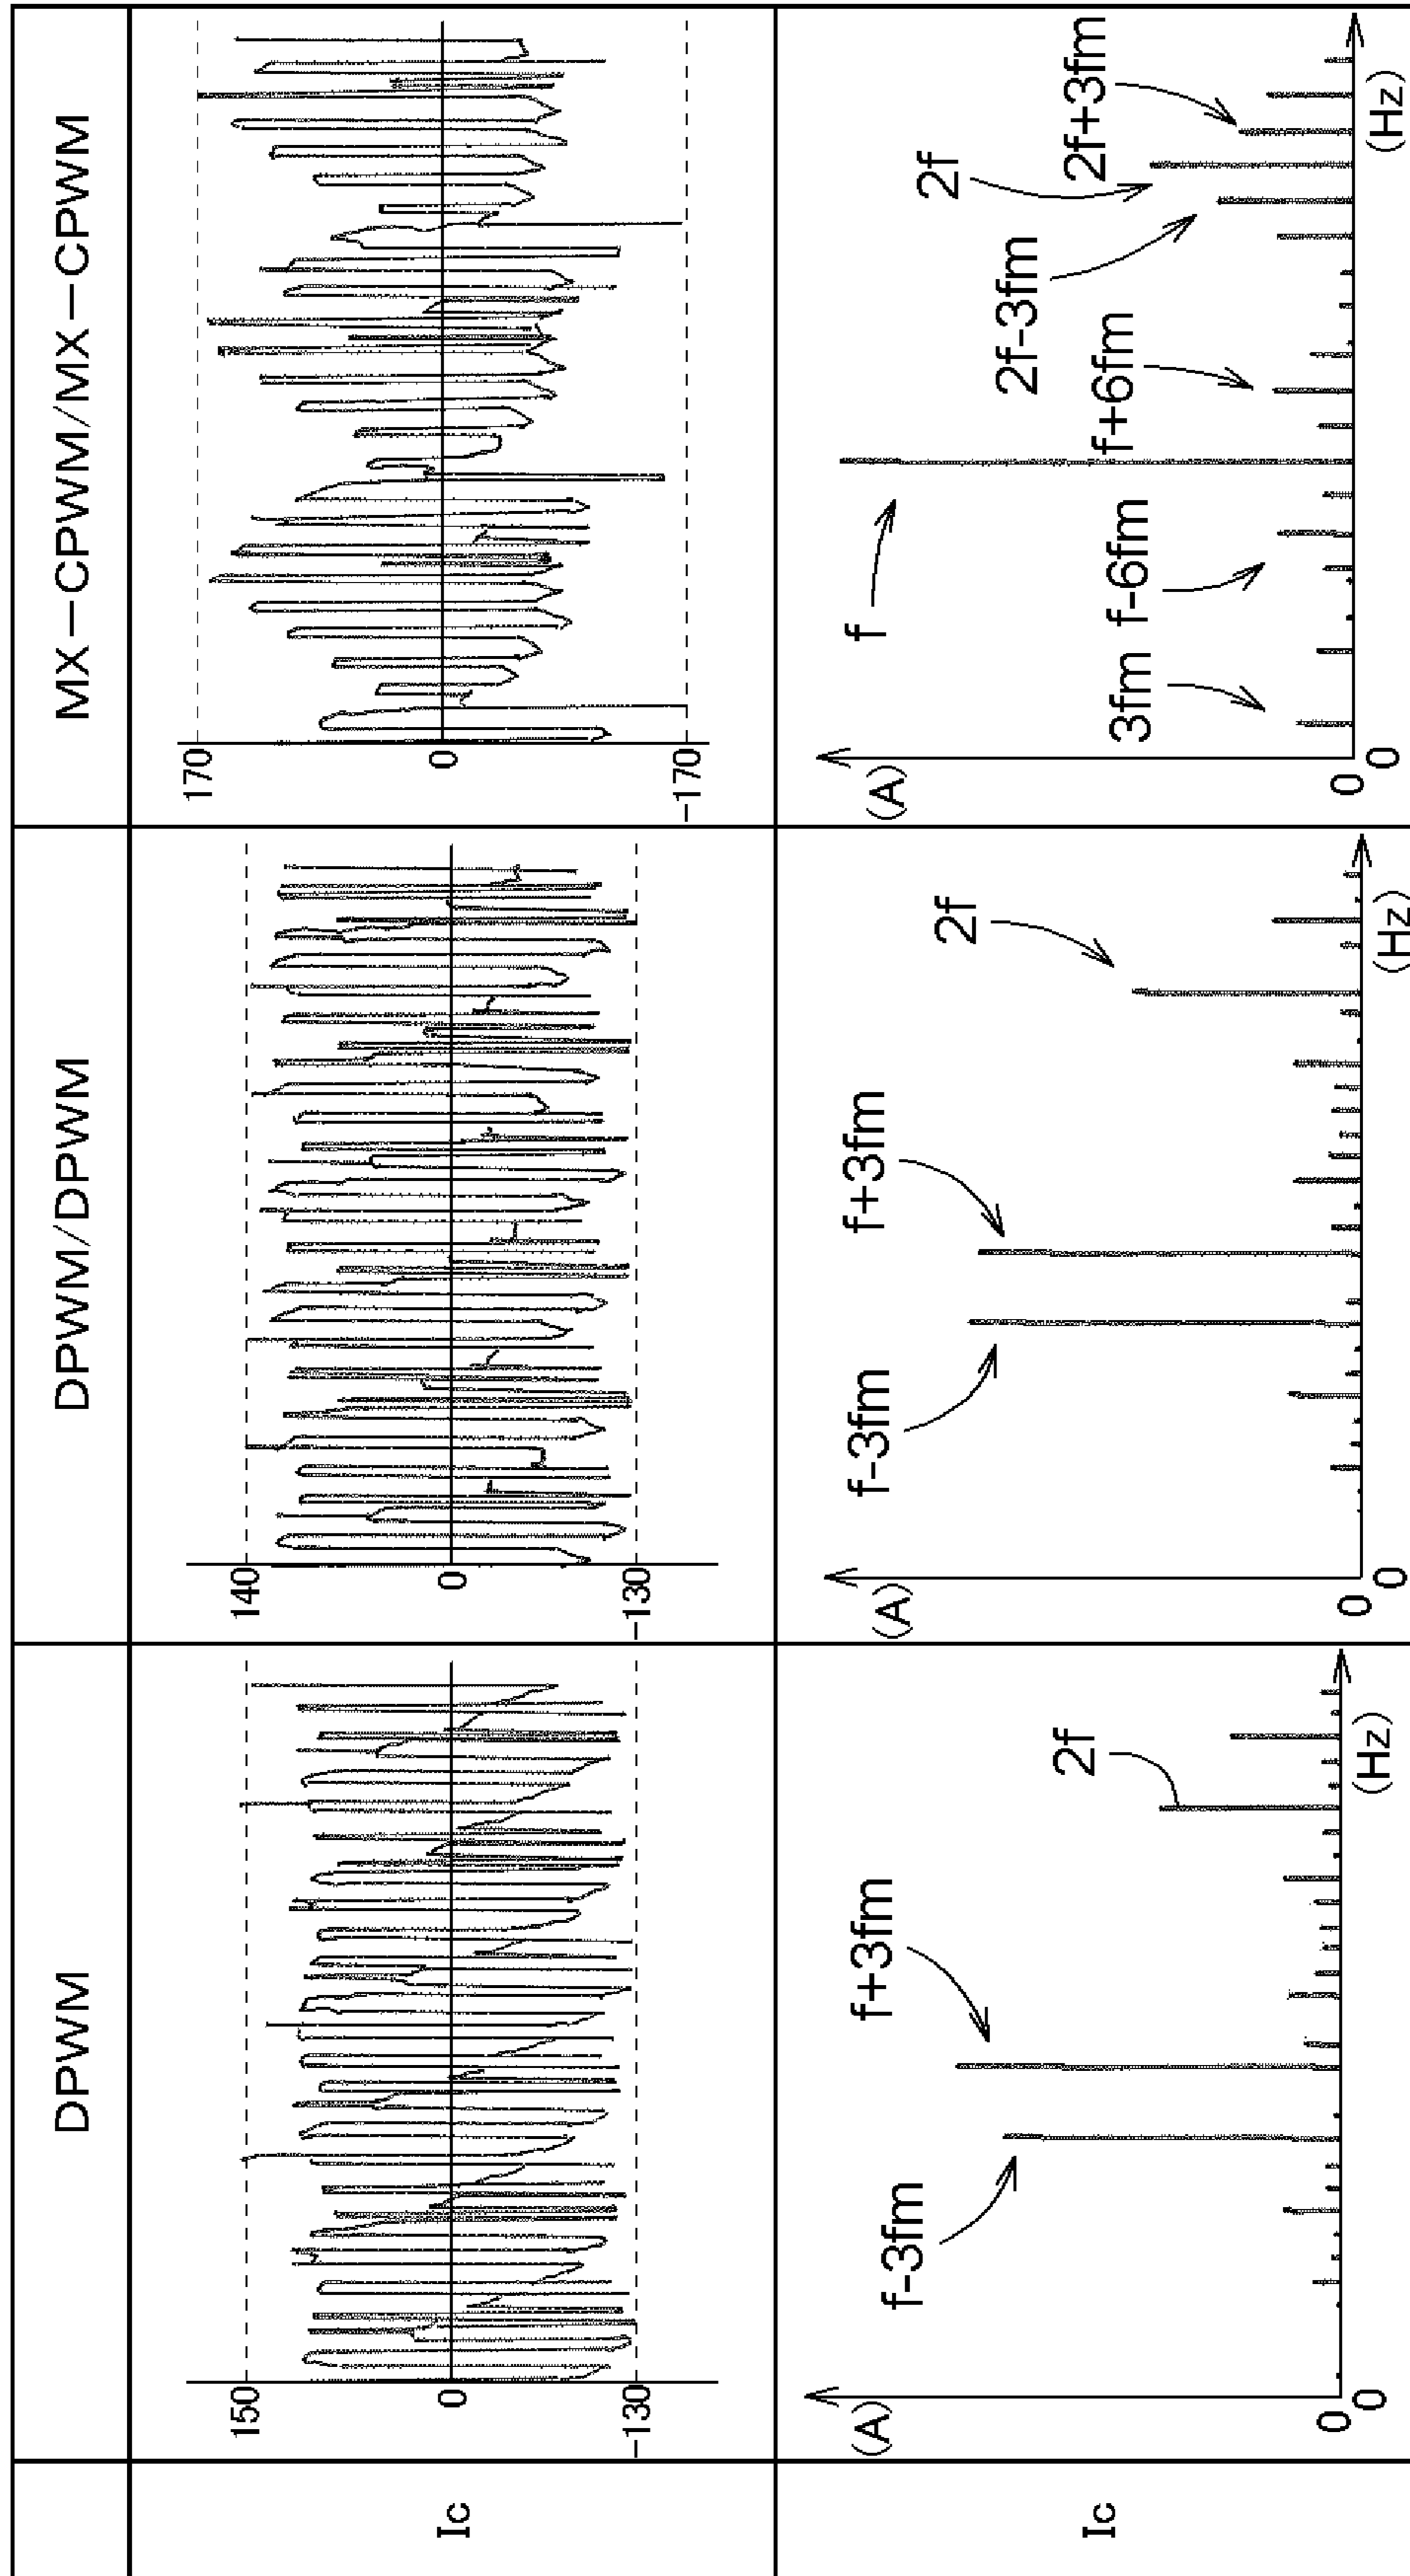 DPWM
DPWM/DPWM
MX-CPWM/MX-CPWM
Ic
150
0
-130
140
0
-130
170
0
-170
Ic
(A)
f-3fm
f+3fm
2f
0
0
(Hz)
(A)
f-3fm
f+3fm
2f
0
0
(Hz)
(A)
3fm
f-6fm
f
f+6fm
2f-3fm
2f
2f+3fm
0
0
(Hz)